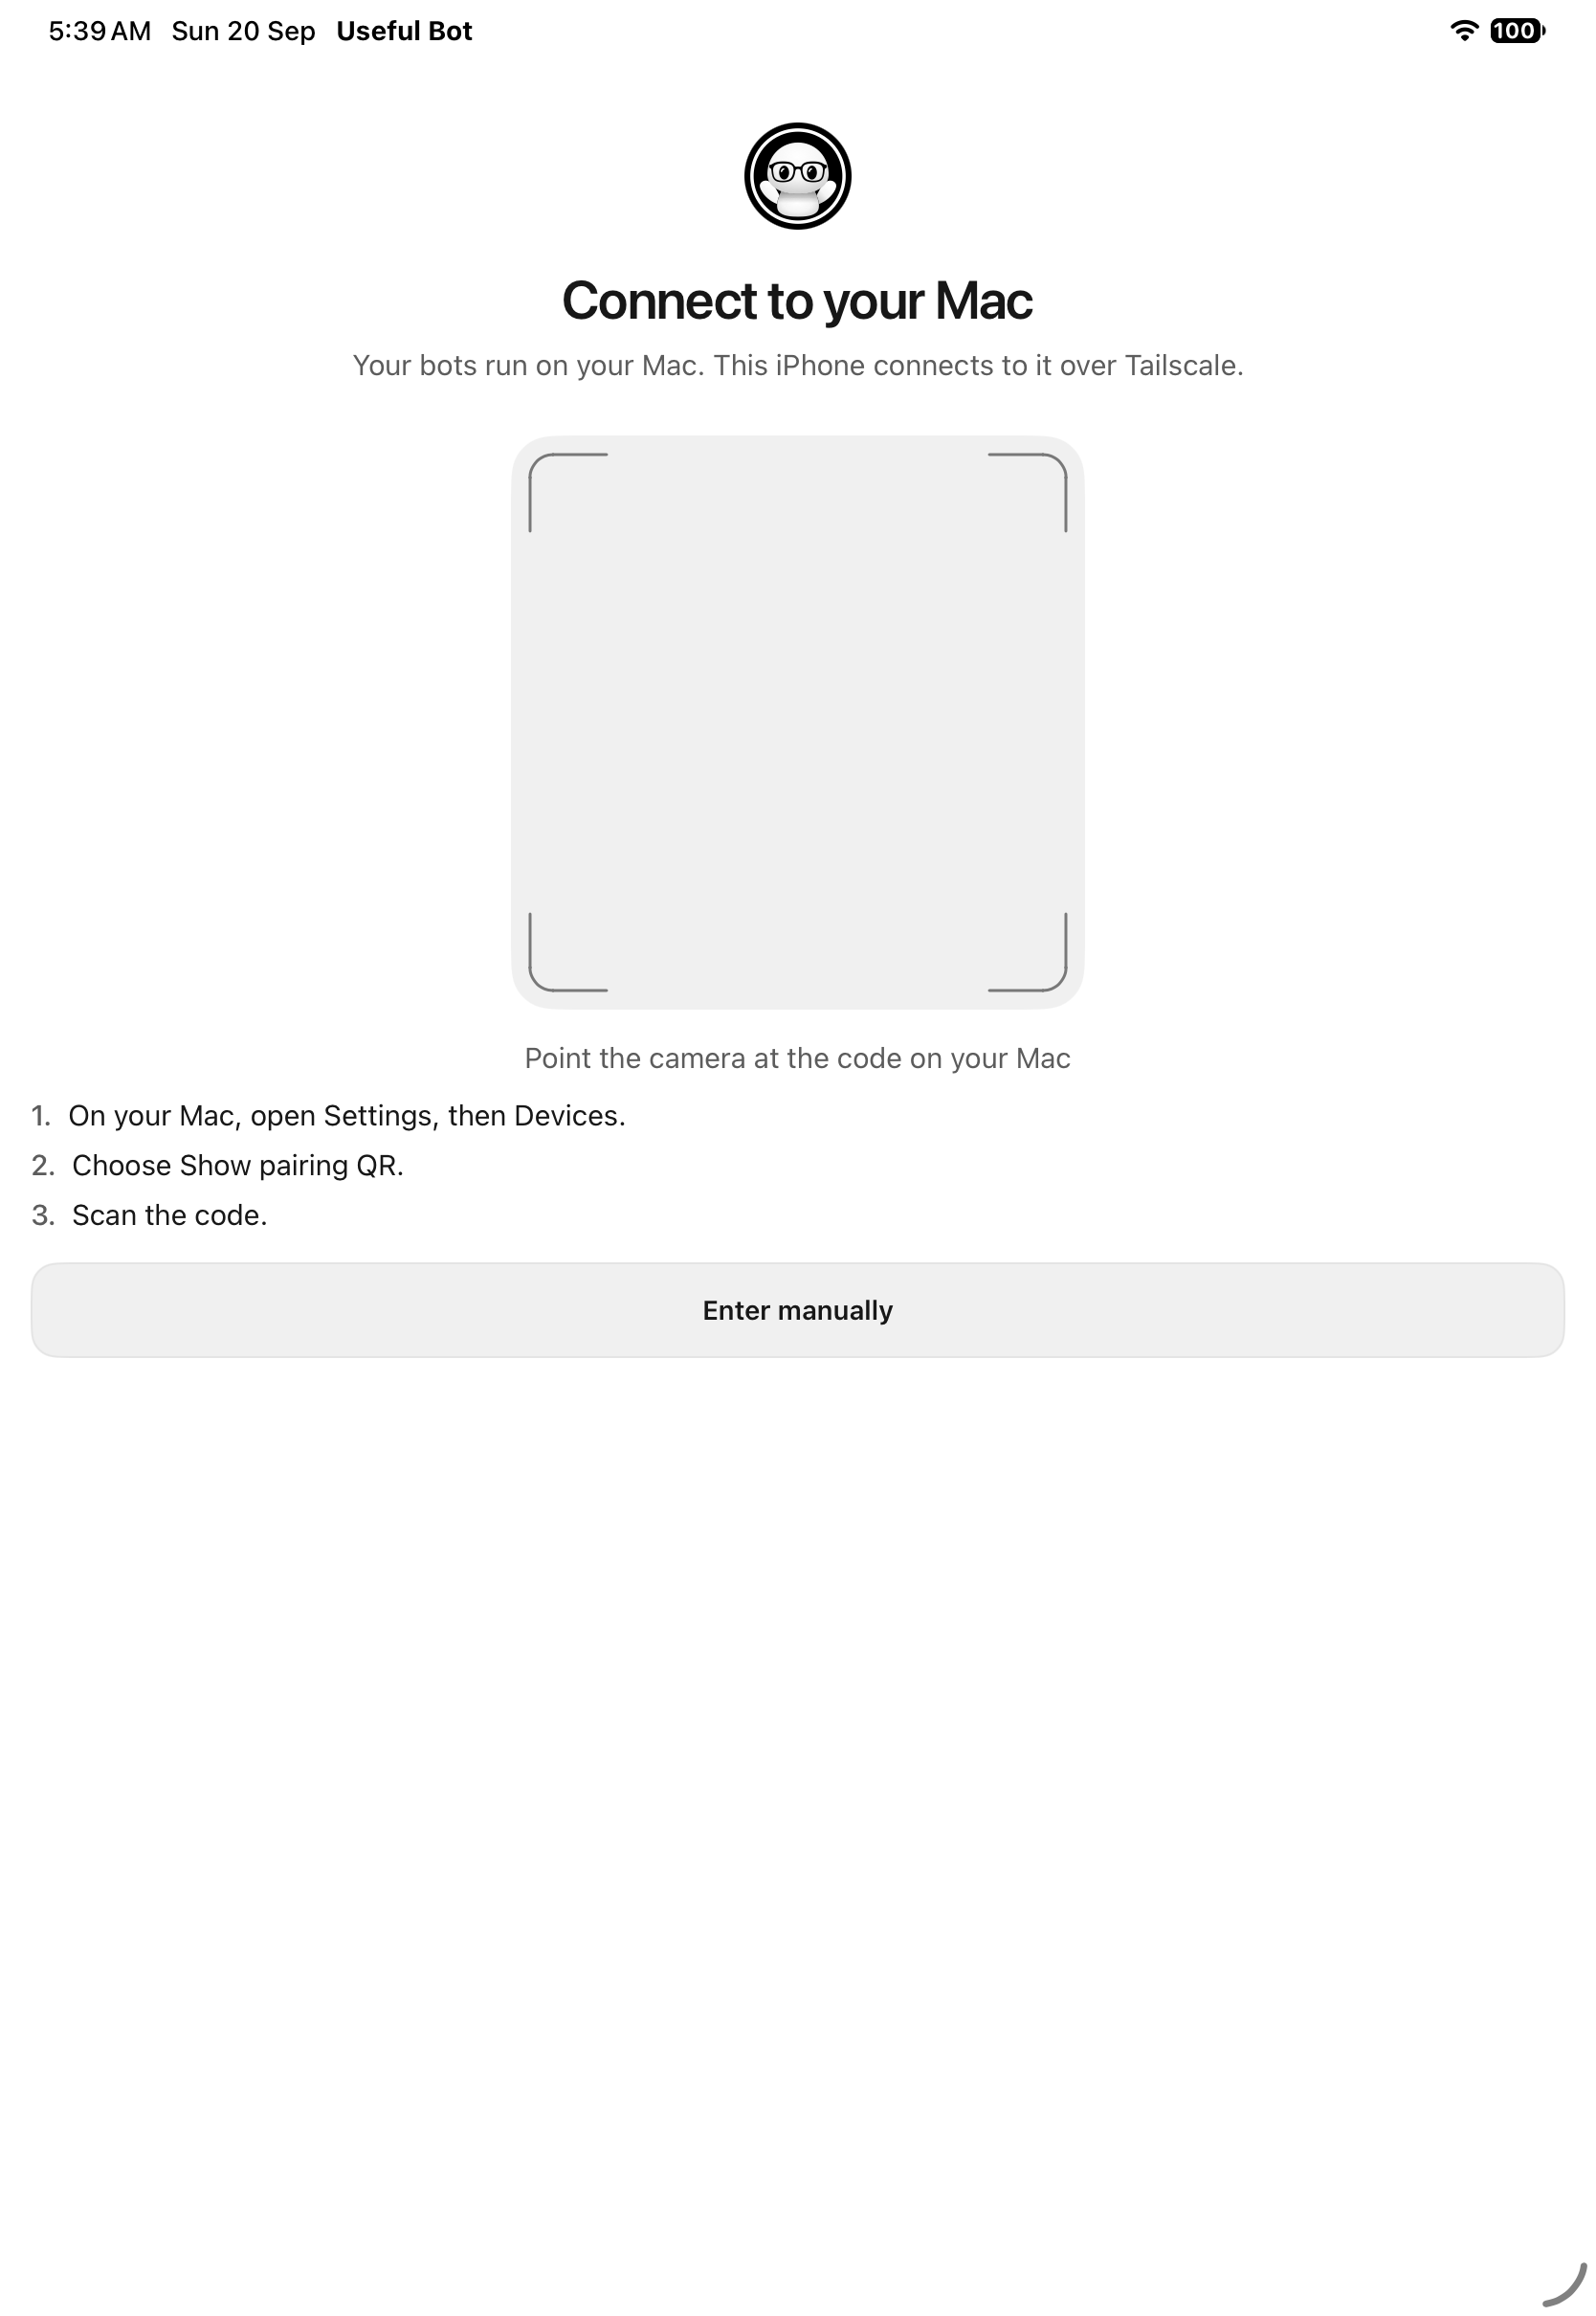 5:39 AM Sun 20 Sep Useful Bot 100
Connect to your Mac
Your bots run on your Mac. This iPhone connects to it over Tailscale.
Point the camera at the code on your Mac
1. On your Mac, open Settings, then Devices.
2. Choose Show pairing QR.
3. Scan the code.
Enter manually